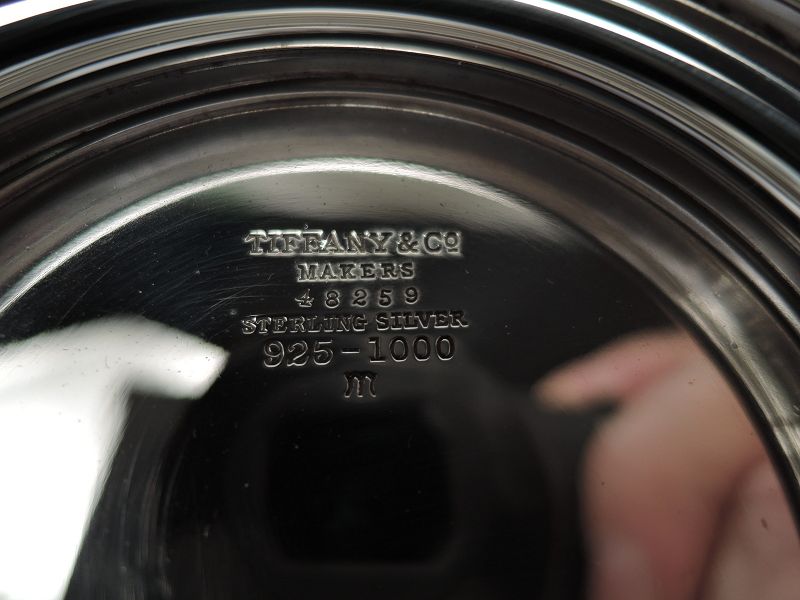 TIFFANY & Co
MAKERS
48259
STERLING SILVER
925-1000
m